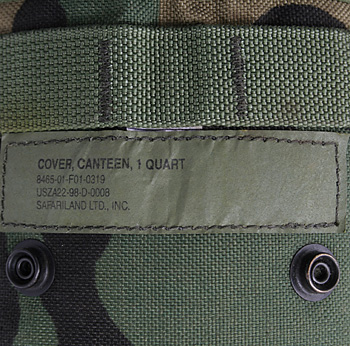 COVER, CANTEEN, 1 QUART
8465-01-F01-0319
USZA22-98-D-0008
SAFARILAND LTD., INC.